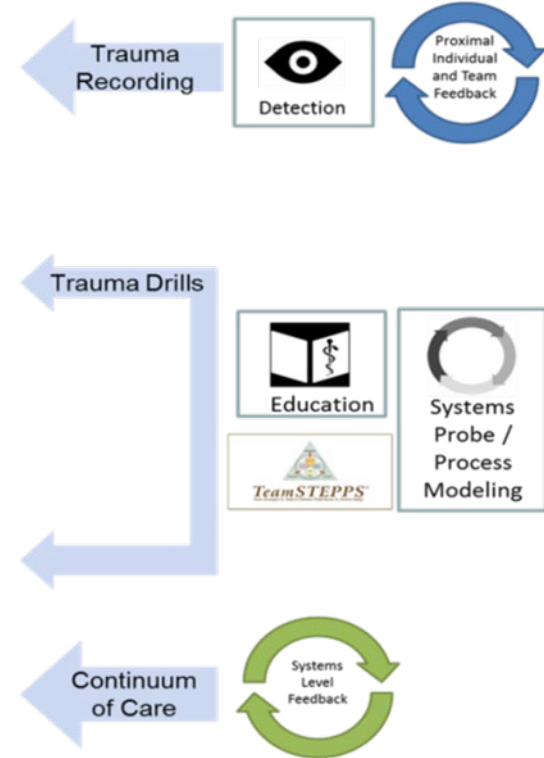 Trauma
Recording
Detection
Proximal
Individual
and Team
Feedback
Trauma Drills
Education
TeamSTEPPS®
Systems
Probe /
Process
Modeling
Continuum
of Care
Systems
Level
Feedback